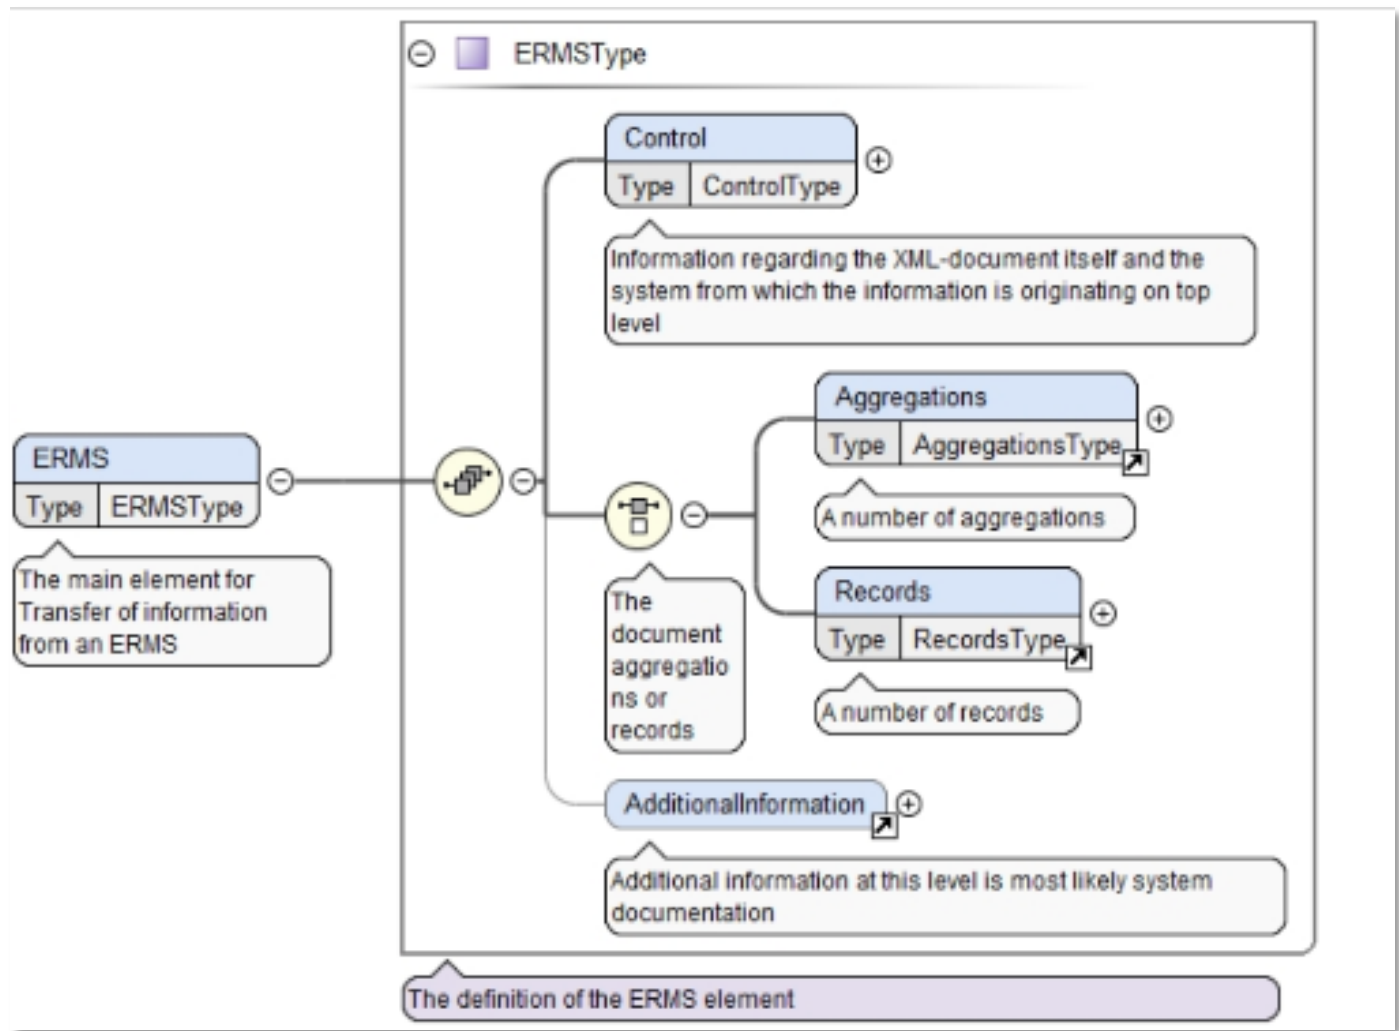 ERMSType
Control
Type ControlType
Information regarding the XML-document itself and the
system from which the information is originating on top
level
Aggregations
Type AggregationsType
A number of aggregations
ERMS
Type ERMSType
The main element for
Transfer of information
from an ERMS
The
document
aggregatio
ns or
records
Records
Type RecordsType
A number of records
AdditionalInformation
Additional information at this level is most likely system
documentation
The definition of the ERMS element